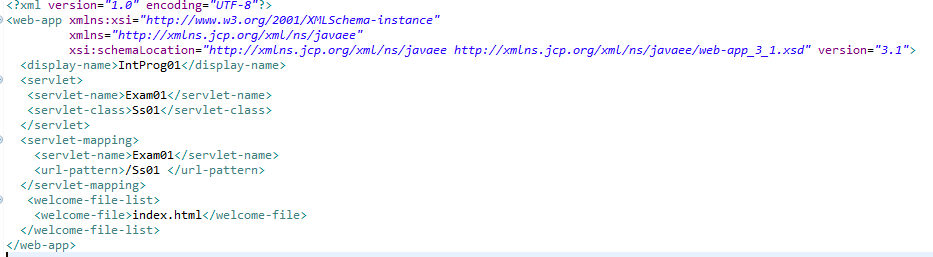 <?xml version="1.0" encoding="UTF-8"?>
<web-app xmlns:xsi="http://www.w3.org/2001/XMLSchema-instance"
xmlns="http://xmlns.jcp.org/xml/ns/javaee"
xsi:schemaLocation="http://xmlns.jcp.org/xml/ns/javaee http://xmlns.jcp.org/xml/ns/javaee/web-app_3_1.xsd" version="3.1">
<display-name>IntProg01</display-name>
<servlet>
<servlet-name>Exam01</servlet-name>
<servlet-class>Ss01</servlet-class>
</servlet>
<servlet-mapping>
<servlet-name>Exam01</servlet-name>
<url-pattern>/Ss01 </url-pattern>
</servlet-mapping>
<welcome-file-list>
<welcome-file>index.html</welcome-file>
</welcome-file-list>
</web-app>